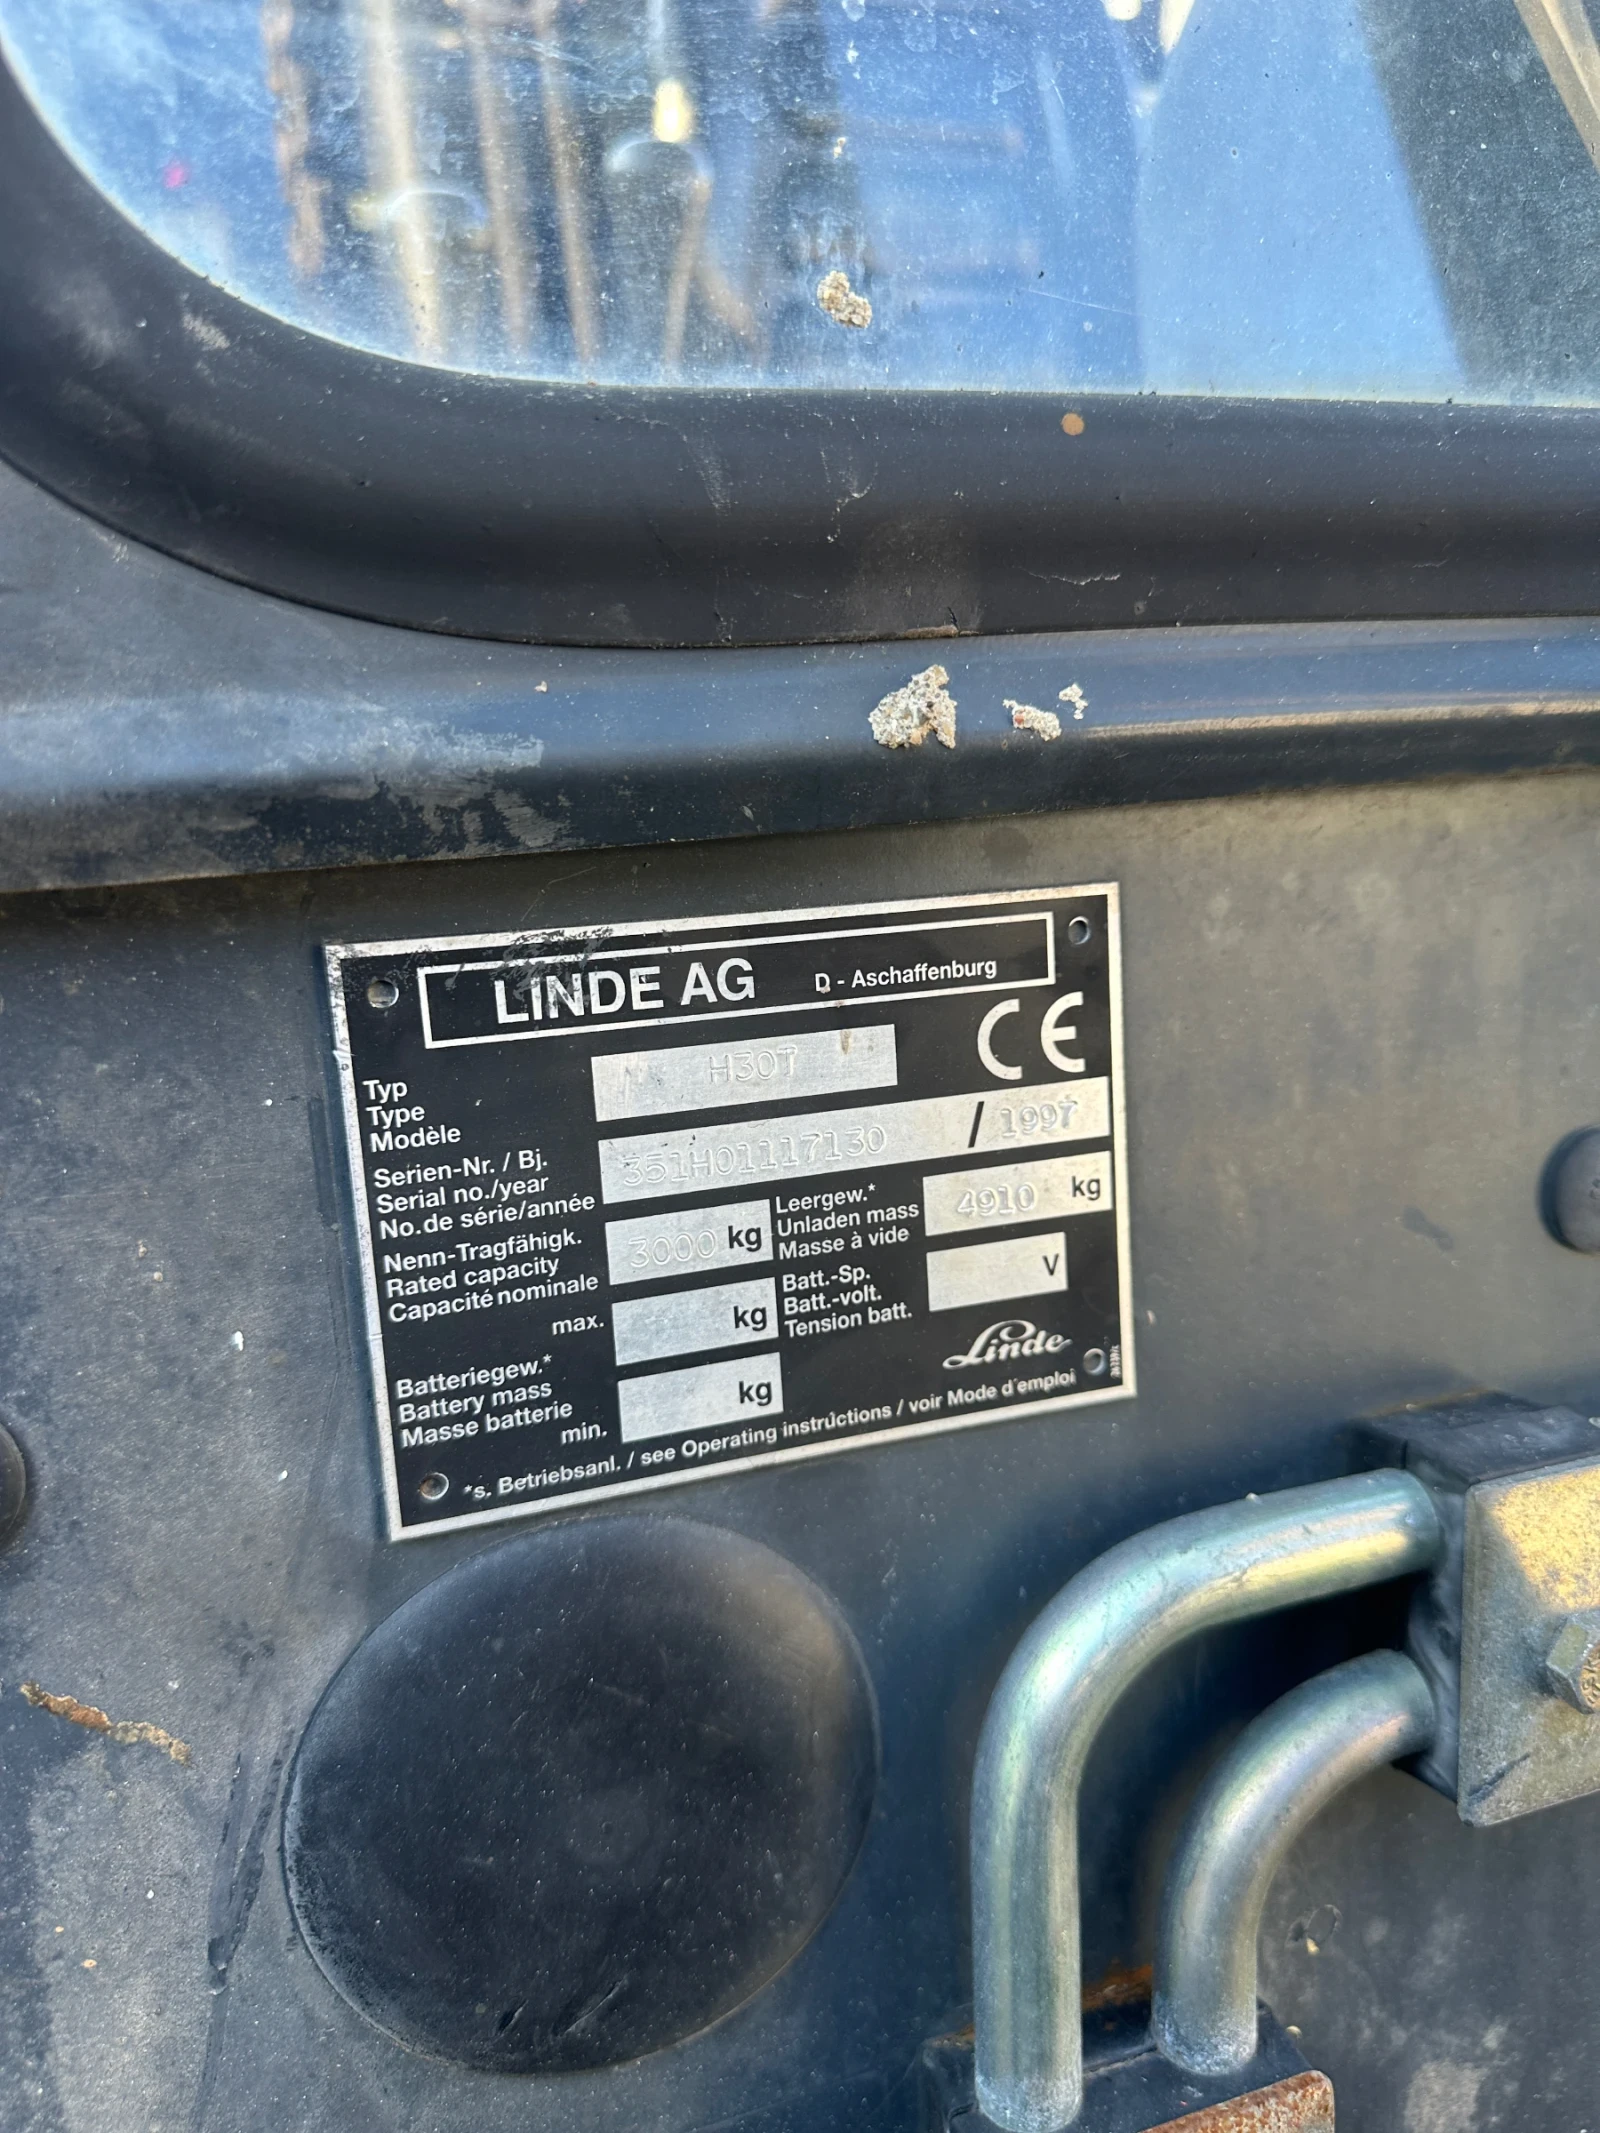 LINDE AG D - Aschaffenburg
CE
Typ
Type
Modèle
H30T
Serien-Nr. / Bj.
Serial no./year
No. de série/année
351H01117130 / 1997
Nenn-Tragfähigk.
Rated capacity
Capacité nominale
3000 kg
Leergew.*
Unladen mass
Masse à vide
4910 kg
Batteriegew.*
Battery mass
Masse batterie
max. kg
min. kg
Batt.-Sp.
Batt.-volt.
Tension batt.
V
Linde
*s. Betriebsanl. / see Operating instructions / voir Mode d'emploi